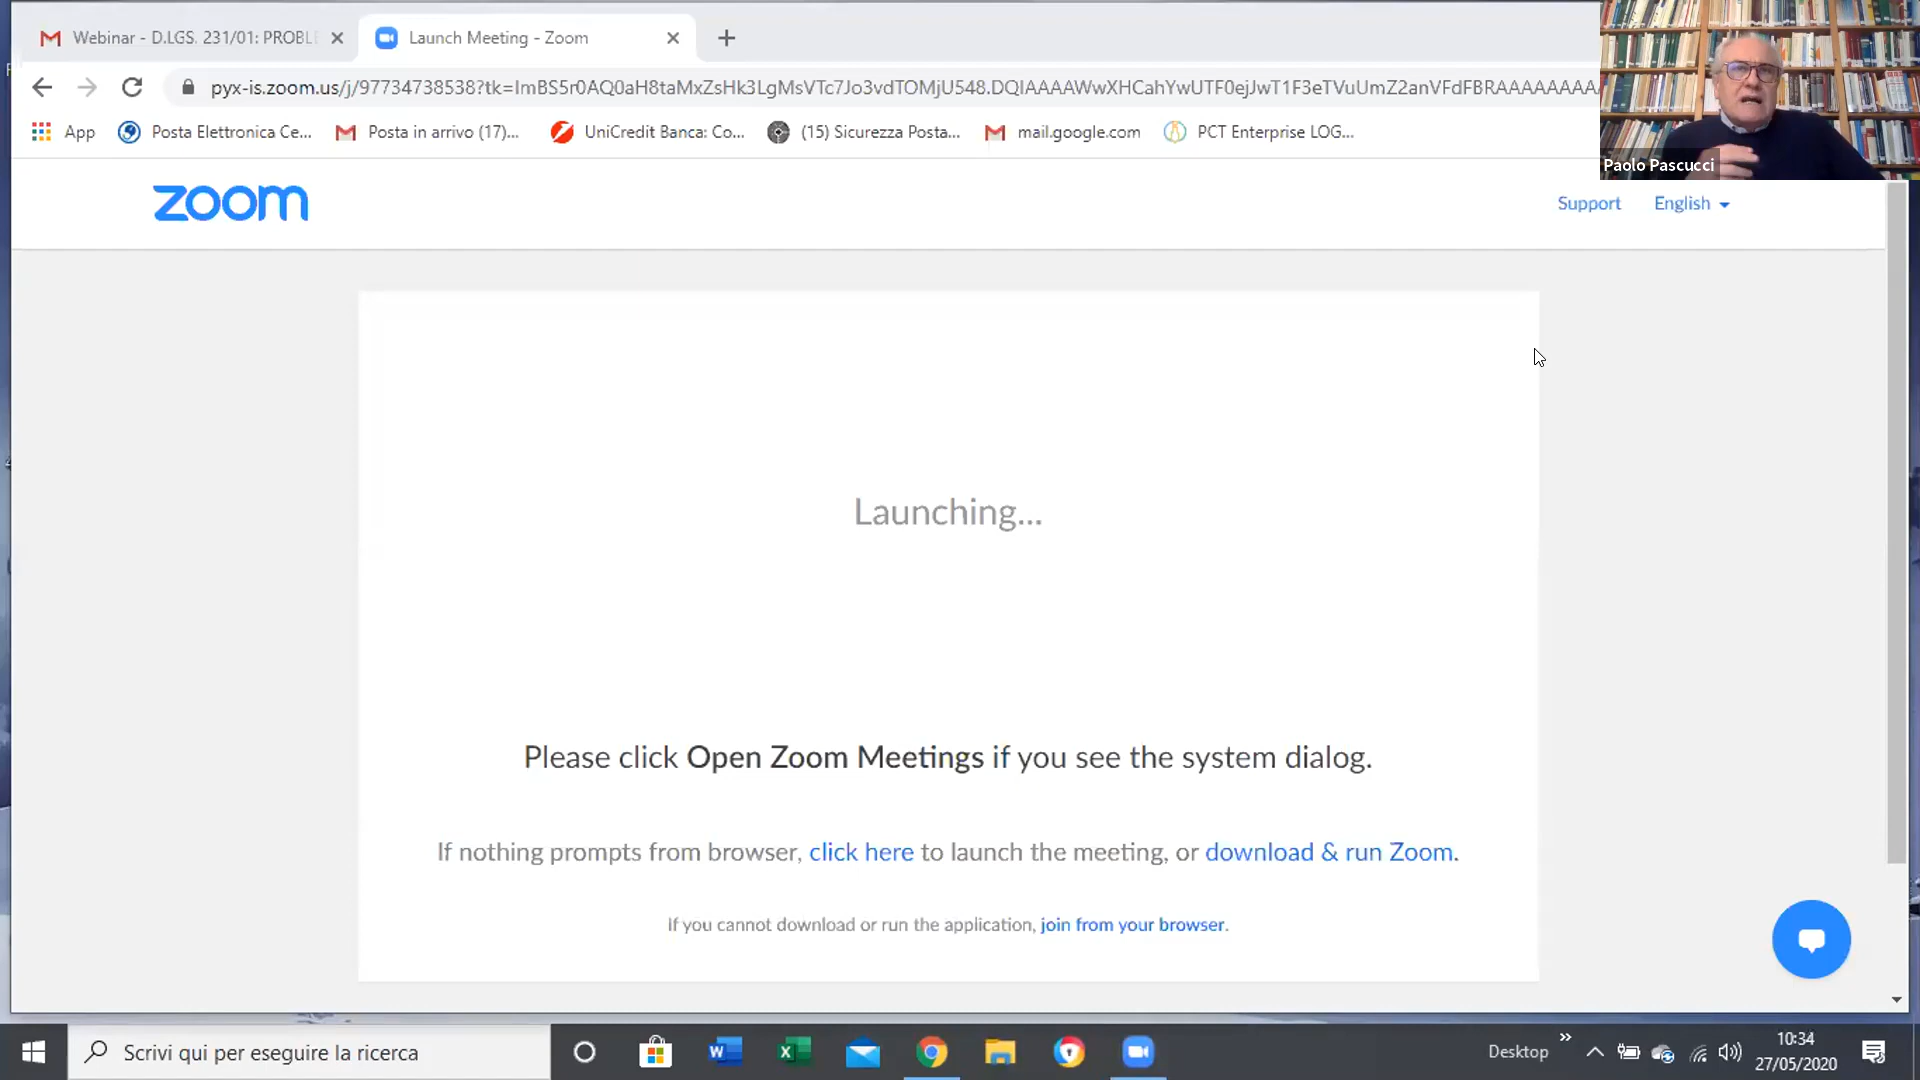 Webinar - D.LGS. 231/01: PROBL
Launch Meeting - Zoom
pyx-is.zoom.us/j/97734738538?tk=ImBS5r0AQ0aH8taMxZsHk3LgMsVTc7Jo3vdTOMjU548.DQIAAAAWwXHCahYwUTF0ejJwT1F3eTVuUmZ2anVFdFBRAAAAAAAA
App
Posta Elettronica Ce...
Posta in arrivo (17)...
UniCredit Banca: Co...
(15) Sicurezza Posta...
mail.google.com
PCT Enterprise LOG...
Paolo Pascucci
zoom
Support
English
Launching...
Please click Open Zoom Meetings if you see the system dialog.
If nothing prompts from browser, click here to launch the meeting, or download & run Zoom.
If you cannot download or run the application, join from your browser.
Scrivi qui per eseguire la ricerca
Desktop
10:34
27/05/2020